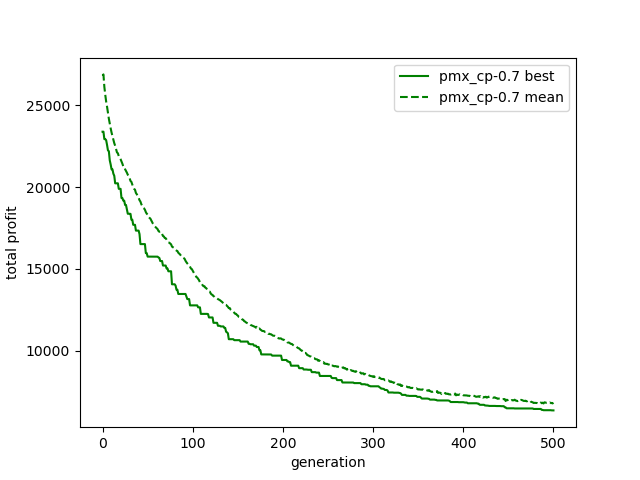 pmx_cp-0.7 best
pmx_cp-0.7 mean
25000
20000
15000
10000
total profit
0 100 200 300 400 500
generation